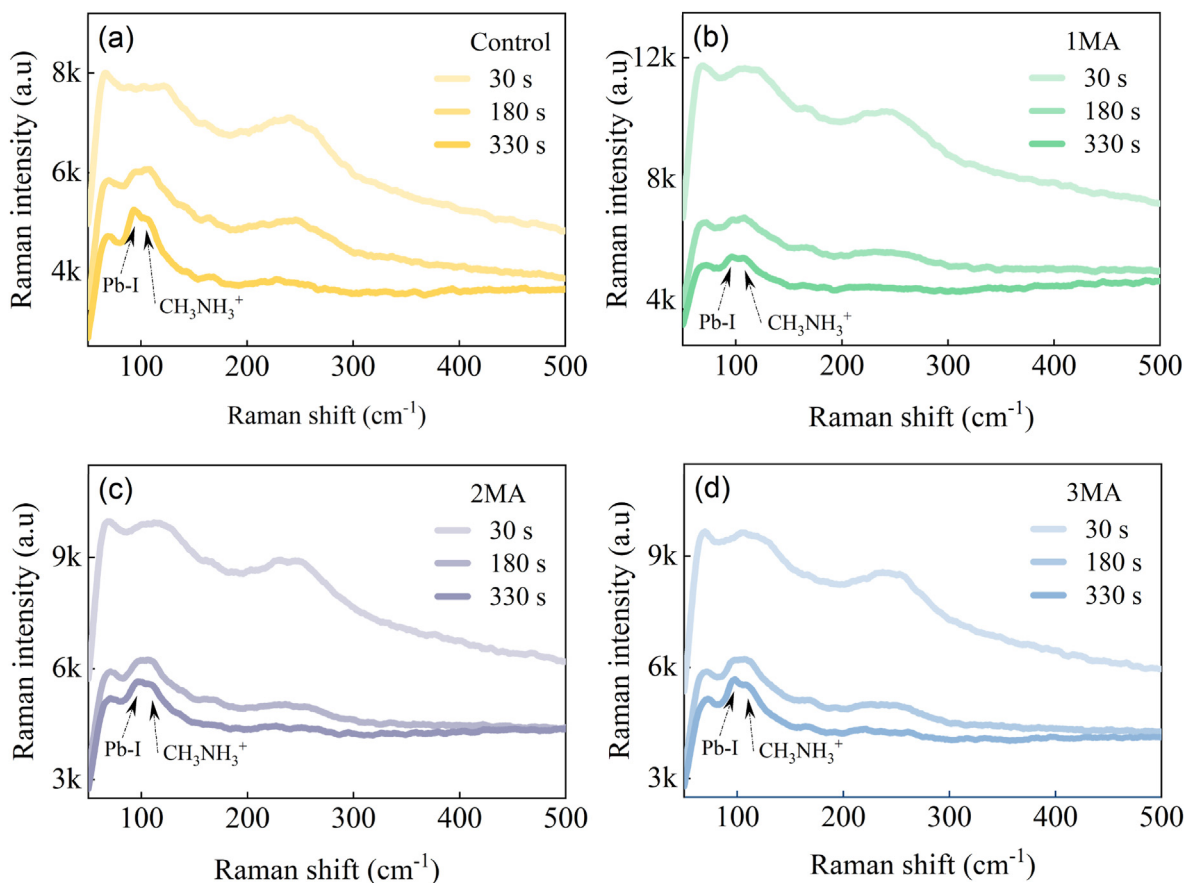 (a)
Control
30 s
180 s
330 s
8k
6k
4k
Raman intensity (a.u)
Pb-I
CH₃NH₃⁺
100 200 300 400 500
Raman shift (cm⁻¹)
(b)
1MA
30 s
180 s
330 s
12k
8k
4k
Raman intensity (a.u)
Pb-I
CH₃NH₃⁺
100 200 300 400 500
Raman shift (cm⁻¹)
(c)
2MA
30 s
180 s
330 s
9k
6k
3k
Raman intensity (a.u)
Pb-I
CH₃NH₃⁺
100 200 300 400 500
Raman shift (cm⁻¹)
(d)
3MA
30 s
180 s
330 s
9k
6k
3k
Raman intensity (a.u)
Pb-I
CH₃NH₃⁺
100 200 300 400 500
Raman shift (cm⁻¹)